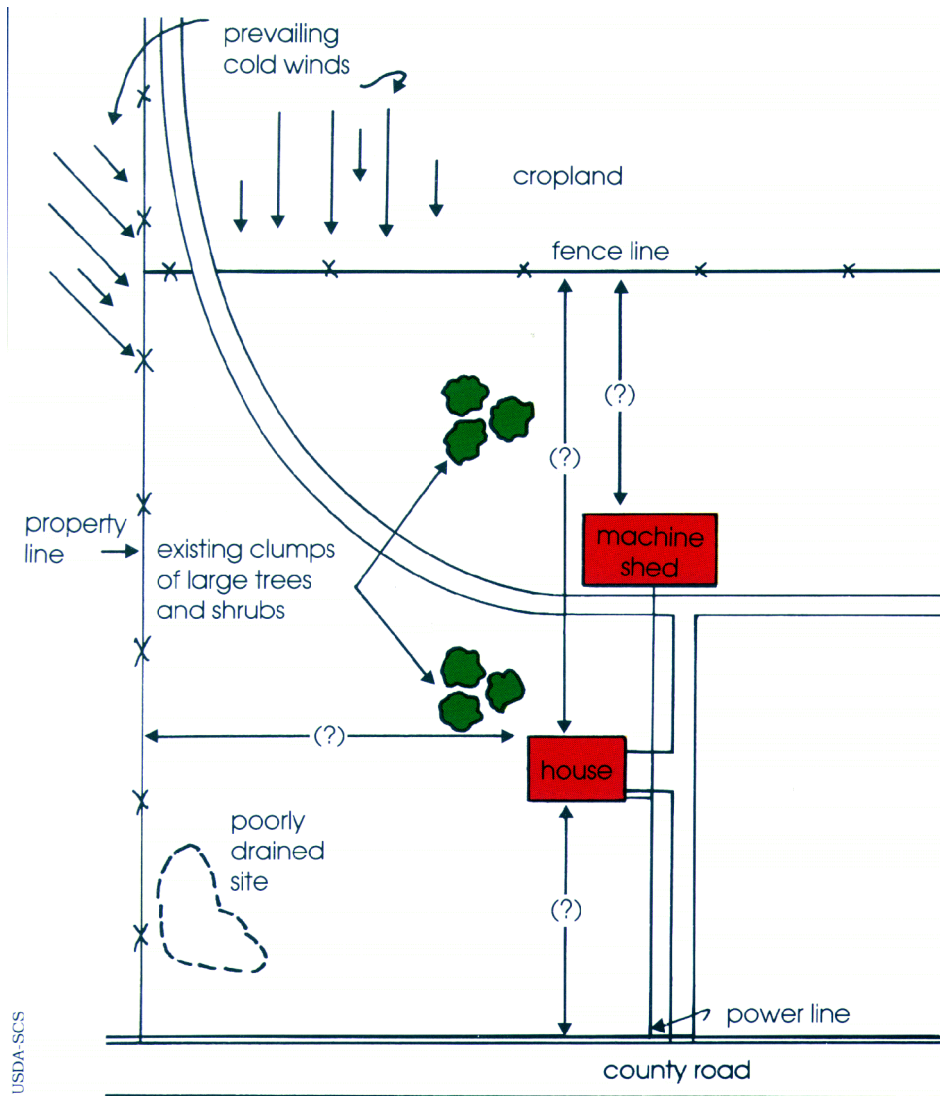 prevailing
cold winds
cropland
fence line
(?)
(?)
property
line
existing clumps
of large trees
and shrubs
machine
shed
(?)
house
poorly
drained
site
(?)
power line
county road
USDA-SCS